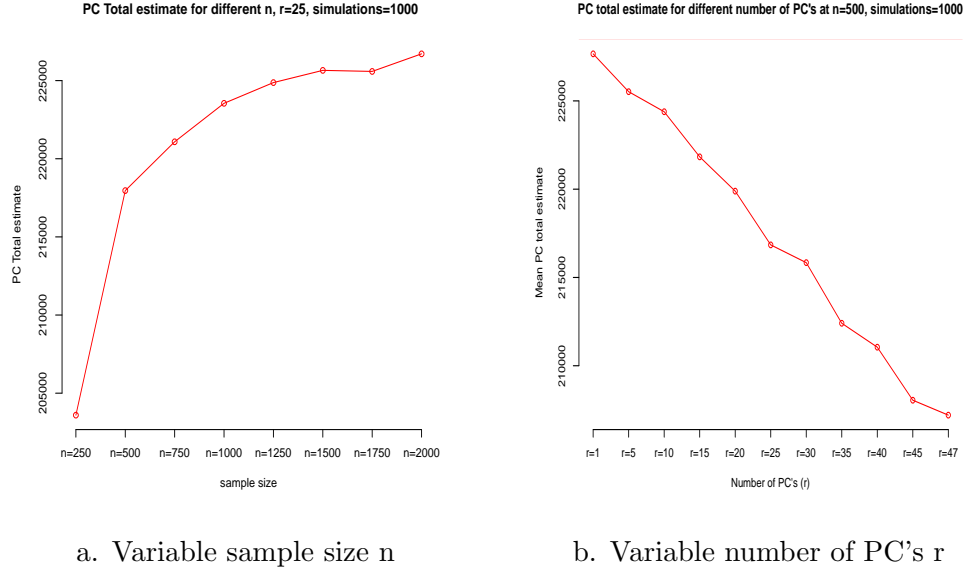 PC Total estimate for different n, r=25, simulations=1000
PC Total estimate
225000
220000
215000
210000
205000
n=250 n=500 n=750 n=1000 n=1250 n=1500 n=1750 n=2000
sample size
a. Variable sample size n
PC total estimate for different number of PC's at n=500, simulations=1000
Mean PC total estimate
225000
220000
215000
210000
r=1 r=5 r=10 r=15 r=20 r=25 r=30 r=35 r=40 r=45 r=47
Number of PC's (r)
b. Variable number of PC's r